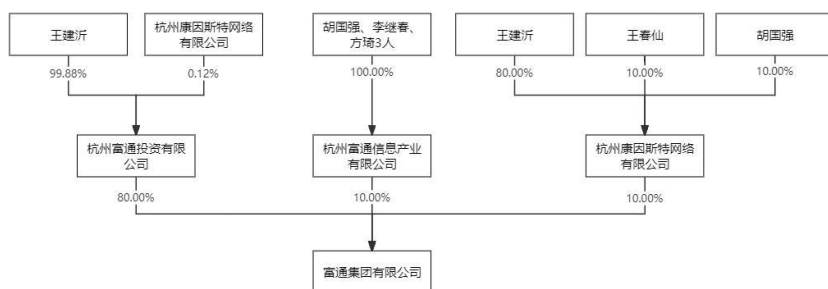 王建沂
杭州康因斯特网络
有限公司
胡国强、李继春、
方琦3人
王建沂
王春仙
胡国强
99.88%
0.12%
100.00%
80.00%
10.00%
10.00%
杭州富通投资有限
公司
杭州富通信息产业
有限公司
杭州康因斯特网络
有限公司
80.00%
10.00%
10.00%
富通集团有限公司